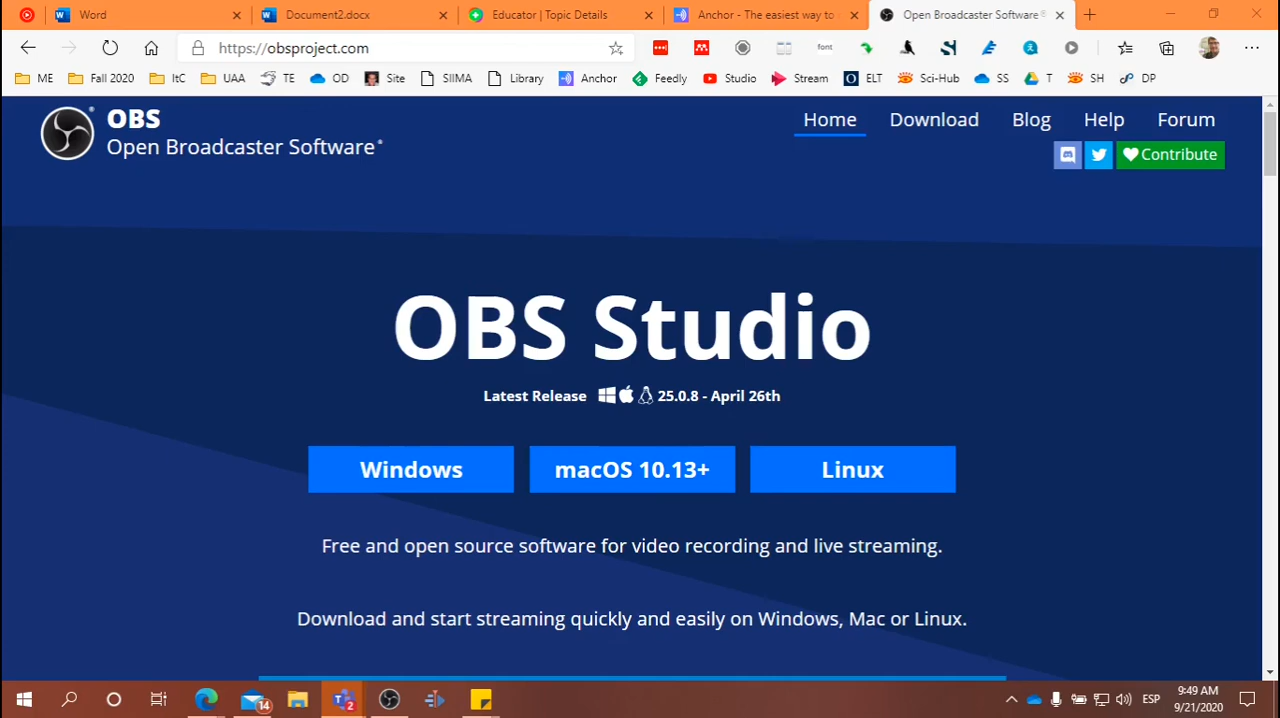 Word
Document2.docx
Educator | Topic Details
Anchor - The easiest way to
Open Broadcaster Software®
https://obsproject.com
font
ME
Fall 2020
ItC
UAA
TE
OD
Site
SIIMA
Library
Anchor
Feedly
Studio
Stream
ELT
Sci-Hub
SS
T
SH
DP
OBS
Open Broadcaster Software®
Home
Download
Blog
Help
Forum
Contribute
OBS Studio
Latest Release 25.0.8 - April 26th
Windows
macOS 10.13+
Linux
Free and open source software for video recording and live streaming.
Download and start streaming quickly and easily on Windows, Mac or Linux.
14
2
ESP
9:49 AM
9/21/2020